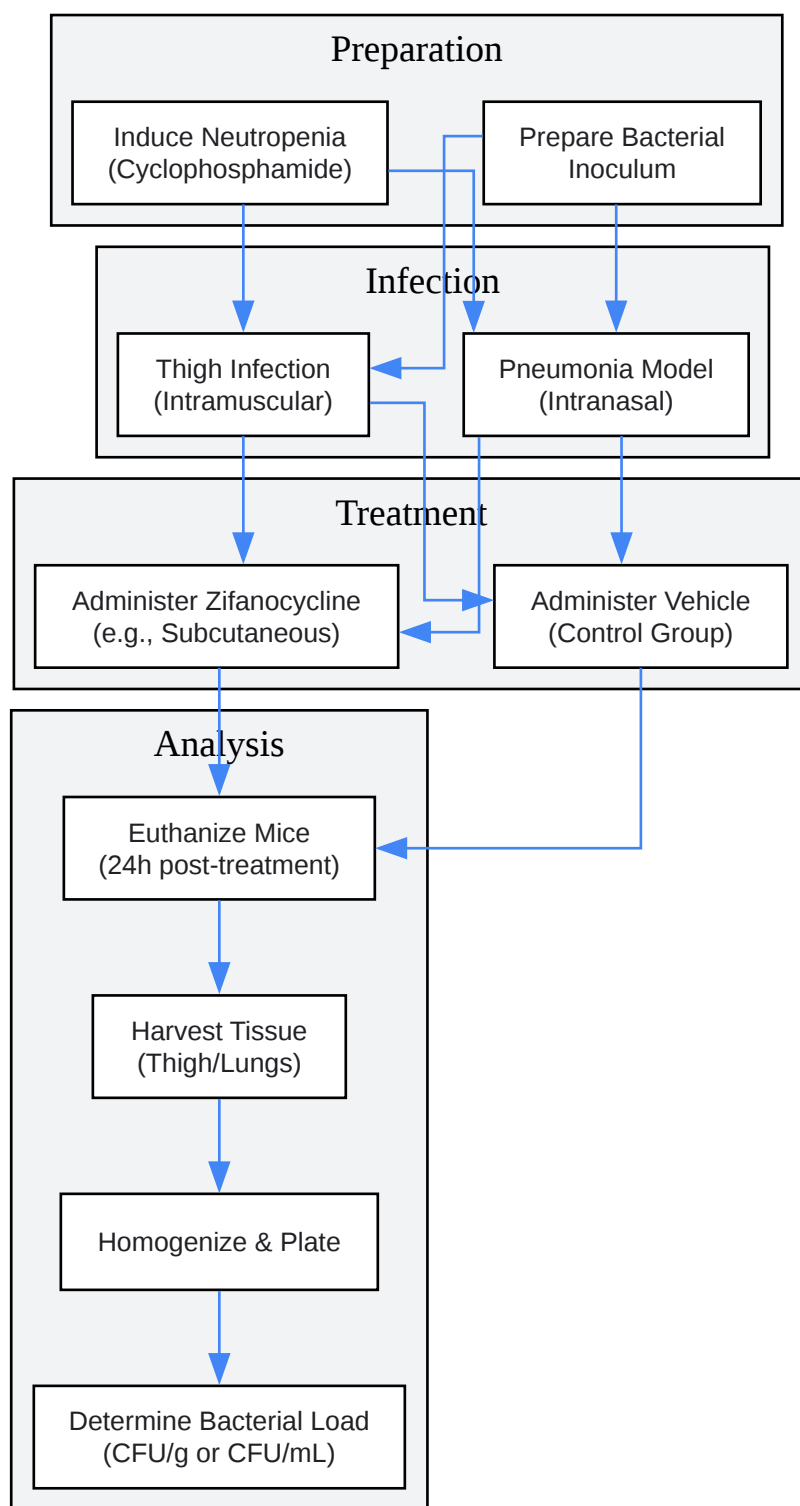 Preparation
Induce Neutropenia
(Cyclophosphamide)
Prepare Bacterial
Inoculum
Infection
Thigh Infection
(Intramuscular)
Pneumonia Model
(Intranasal)
Treatment
Administer Zifanocycline
(e.g., Subcutaneous)
Administer Vehicle
(Control Group)
Analysis
Euthanize Mice
(24h post-treatment)
Harvest Tissue
(Thigh/Lungs)
Homogenize & Plate
Determine Bacterial Load
(CFU/g or CFU/mL)